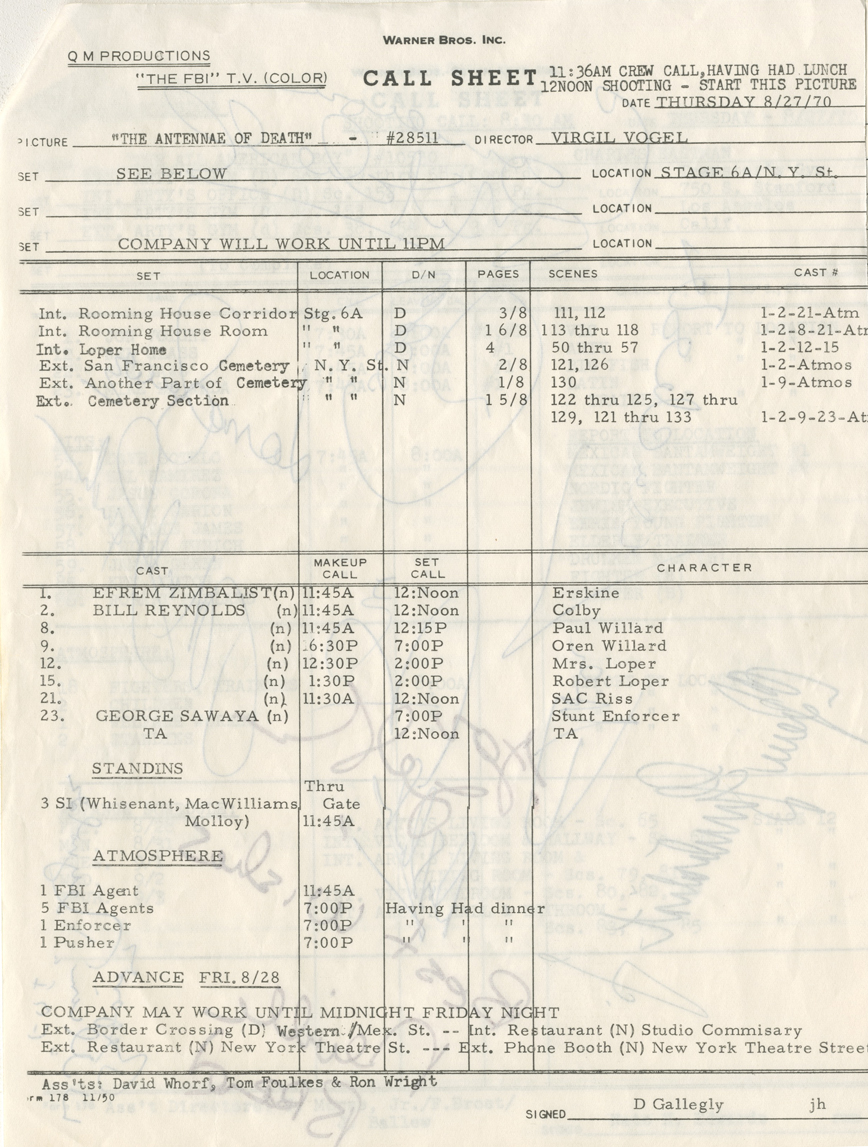 WARNER BROS. INC.
Q M PRODUCTIONS
"THE FBI" T.V. (COLOR)
CALL SHEET
11:36AM CREW CALL, HAVING HAD LUNCH
12NOON SHOOTING - START THIS PICTURE
DATE THURSDAY 8/27/70
PICTURE "THE ANTENNAE OF DEATH" - #28511 DIRECTOR VIRGIL VOGEL
SET SEE BELOW LOCATION STAGE 6A/N.Y. St.
SET LOCATION
SET COMPANY WILL WORK UNTIL 11PM LOCATION
SET LOCATION D/N PAGES SCENES CAST #
Int. Rooming House Corridor Stg. 6A D 3/8 111, 112 1-2-21-Atm
Int. Rooming House Room " " D 1 6/8 113 thru 118 1-2-8-21-Atm
Int. Loper Home " " D 4 50 thru 57 1-2-12-15
Ext. San Francisco Cemetery N.Y. St. N 2/8 121, 126 1-2-Atmos
Ext. Another Part of Cemetery " " N 1/8 130 1-9-Atmos
Ext. Cemetery Section " " N 1 5/8 122 thru 125, 127 thru
129, 121 thru 133 1-2-9-23-At
CAST MAKEUP CALL SET CALL CHARACTER
1. EFREM ZIMBALIST(n) 11:45A 12:Noon Erskine
2. BILL REYNOLDS (n) 11:45A 12:Noon Colby
8. (n) 11:45A 12:15P Paul Willard
9. (n) 6:30P 7:00P Oren Willard
12. (n) 12:30P 2:00P Mrs. Loper
15. (n) 1:30P 2:00P Robert Loper
21. (n) 11:30A 12:Noon SAC Riss
23. GEORGE SAWAYA (n) 7:00P Stunt Enforcer
TA 12:Noon TA
STANDINS
Thru
3 SI (Whisenant, MacWilliams Gate
Molloy) 11:45A
ATMOSPHERE
1 FBI Agent 11:45A
5 FBI Agents 7:00P Having Had dinner
1 Enforcer 7:00P " " "
1 Pusher 7:00P " " "
ADVANCE FRI. 8/28
COMPANY MAY WORK UNTIL MIDNIGHT FRIDAY NIGHT
Ext. Border Crossing (D) Western/Mex. St. -- Int. Restaurant (N) Studio Commisary
Ext. Restaurant (N) New York Theatre St. --- Ext. Phone Booth (N) New York Theatre Street
Ass'ts: David Whorf, Tom Foulkes & Ron Wright
rm 178 11/50
SIGNED D Gallegly jh